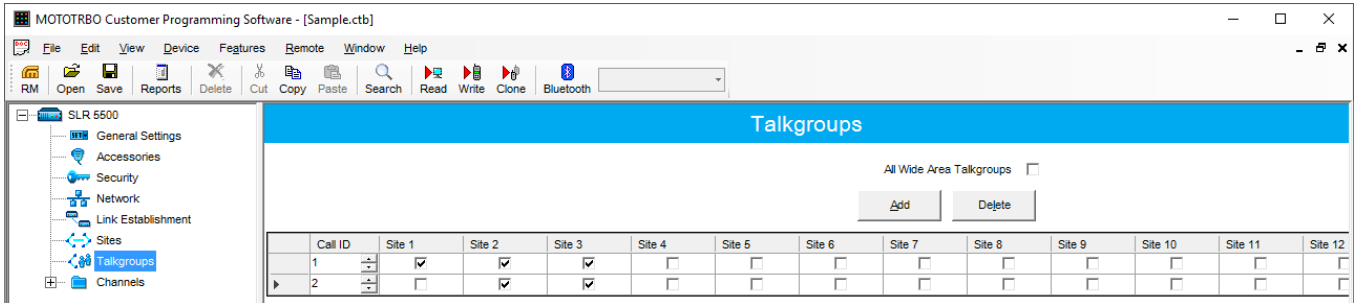 MOTOTRBO Customer Programming Software - [Sample.ctb]
File Edit View Device Features Remote Window Help
RM Open Save Reports Delete Cut Copy Paste Search Read Write Clone Bluetooth
SLR 5500
General Settings
Accessories
Security
Network
Link Establishment
Sites
Talkgroups
Channels
Talkgroups
All Wide Area Talkgroups
Add Delete
Call ID Site 1 Site 2 Site 3 Site 4 Site 5 Site 6 Site 7 Site 8 Site 9 Site 10 Site 11 Site 12
1
2